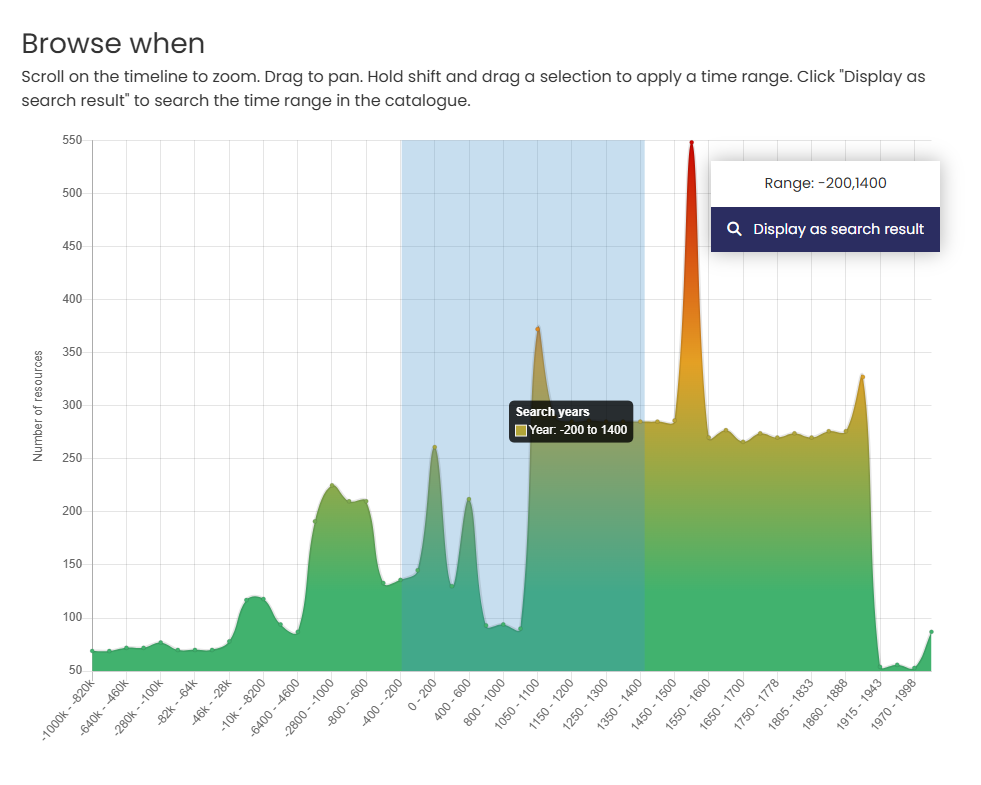 Browse when
Scroll on the timeline to zoom. Drag to pan. Hold shift and drag a selection to apply a time range. Click "Display as
search result" to search the time range in the catalogue.
Range: -200,1400
Display as search result
Number of resources
550
500
450
400
350
300
250
200
150
100
50
Search years
Year: -200 to 1400
-1000k - -820k
-640k - -460k
-280k - -100k
-82k - -64k
-46k - -28k
-10k - -8200
-6400 - -4600
-2800 - -1000
-800 - -600
-400 - -200
0 - 200
400 - 600
800 - 1000
1050 - 1100
1150 - 1200
1250 - 1300
1350 - 1400
1450 - 1500
1550 - 1600
1650 - 1700
1750 - 1778
1805 - 1833
1860 - 1888
1915 - 1943
1970 - 1998